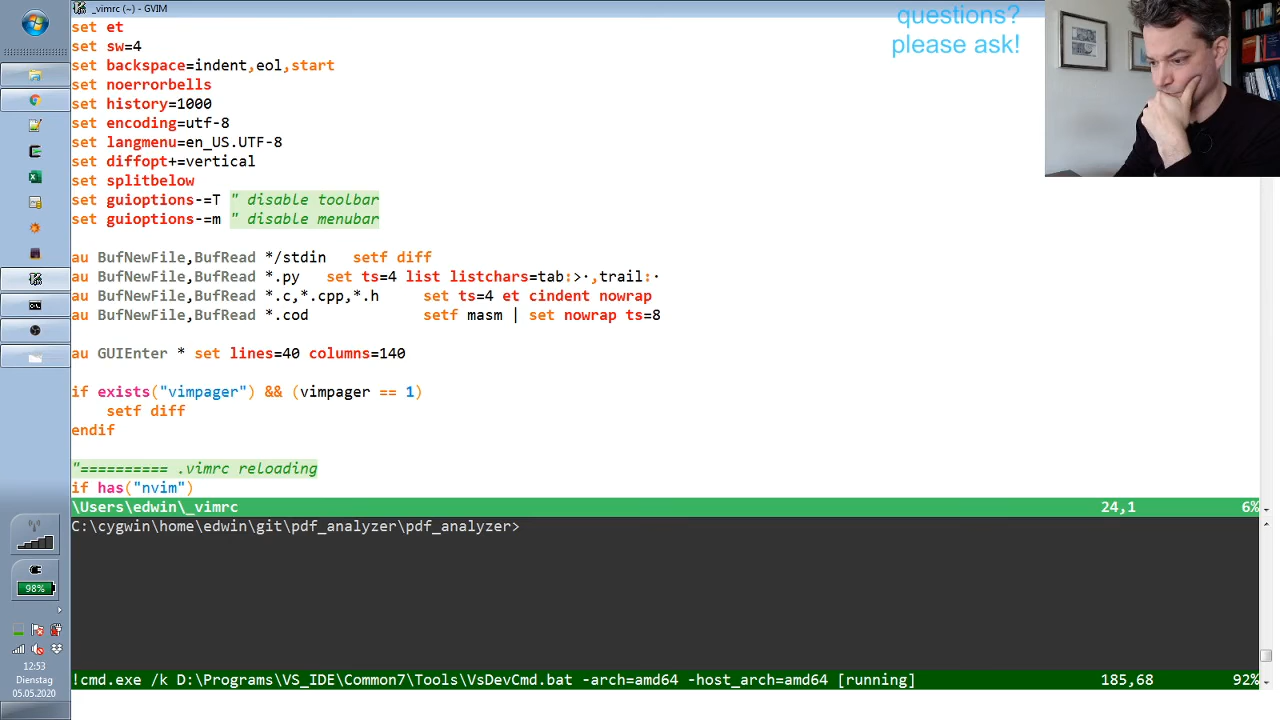 _vimrc (~) - GVIM
questions?
please ask!
set et
set sw=4
set backspace=indent,eol,start
set noerrorbells
set history=1000
set encoding=utf-8
set langmenu=en_US.UTF-8
set diffopt+=vertical
set splitbelow
set guioptions-=T " disable toolbar
set guioptions-=m " disable menubar
au BufNewFile,BufRead */stdin   setf diff
au BufNewFile,BufRead *.py   set ts=4 list listchars=tab:>·,trail:·
au BufNewFile,BufRead *.c,*.cpp,*.h     set ts=4 et cindent nowrap
au BufNewFile,BufRead *.cod             setf masm | set nowrap ts=8
au GUIEnter * set lines=40 columns=140
if exists("vimpager") && (vimpager == 1)
    setf diff
endif
"========== .vimrc reloading
if has("nvim")
\Users\edwin\_vimrc 24,1 6%
C:\cygwin\home\edwin\git\pdf_analyzer\pdf_analyzer>
!cmd.exe /k D:\Programs\VS_IDE\Common7\Tools\VsDevCmd.bat -arch=amd64 -host_arch=amd64 [running] 185,68 92%
98%
12:53
Dienstag
05.05.2020